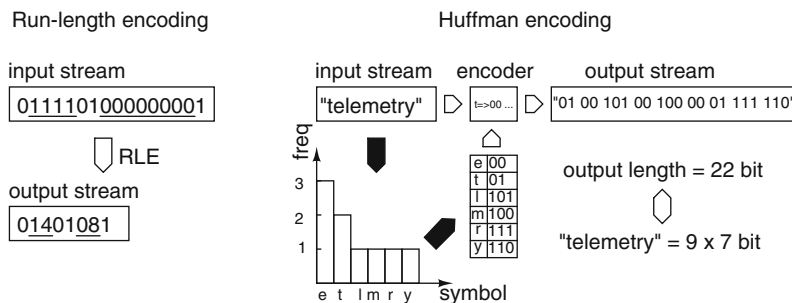 Run-length encoding
Huffman encoding
input stream
0111101000000001
RLE
output stream
01401081
input stream
encoder
output stream
"telemetry"
t=>00 ...
"01 00 101 00 100 00 01 111 110"
freq
3
2
1
e t l m r y
symbol
e 00
t 01
l 101
m 100
r 111
y 110
output length = 22 bit
"telemetry" = 9 x 7 bit